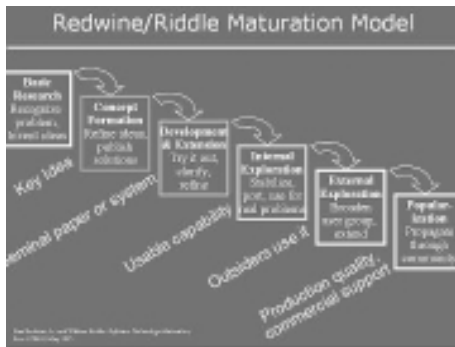 Redwine/Riddle Maturation Model
Basic
Research
Recognize
problem,
invent ideas
Concept
Formation
Refine ideas,
publish
solutions
Development
& Extension
Try it out,
clarify,
refine
Internal
Exploration
Stabilize,
port, use for
real problems
External
Exploration
Broaden
user group,
extend
Popular-
ization
Propagate
through
community
Key Idea
Seminal paper or system
Usable capability
Outsiders use it
Production quality,
commercial support